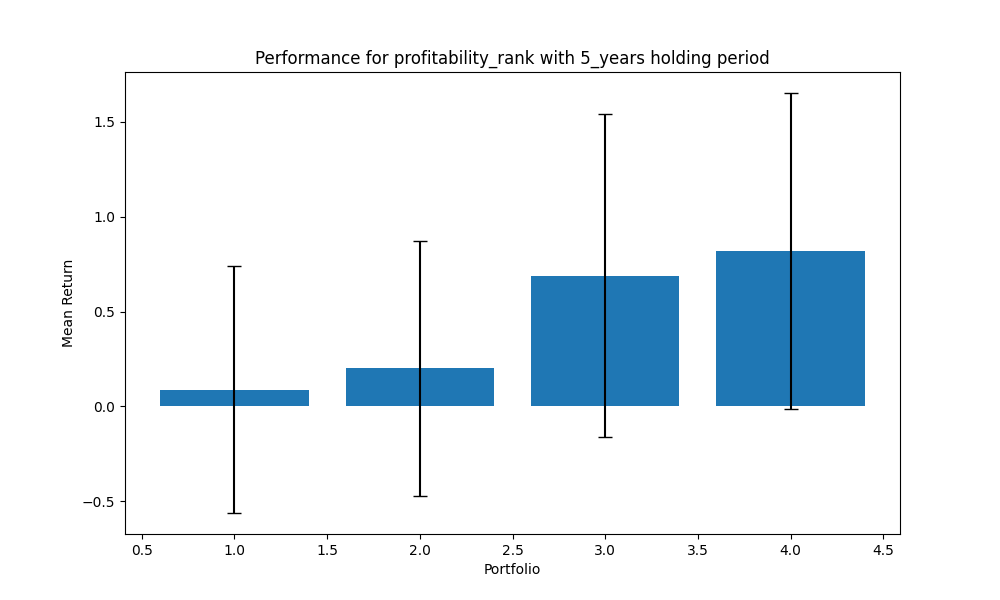 Performance for profitability_rank with 5_years holding period
Mean Return
1.5
1.0
0.5
0.0
−0.5
0.5 1.0 1.5 2.0 2.5 3.0 3.5 4.0 4.5
Portfolio